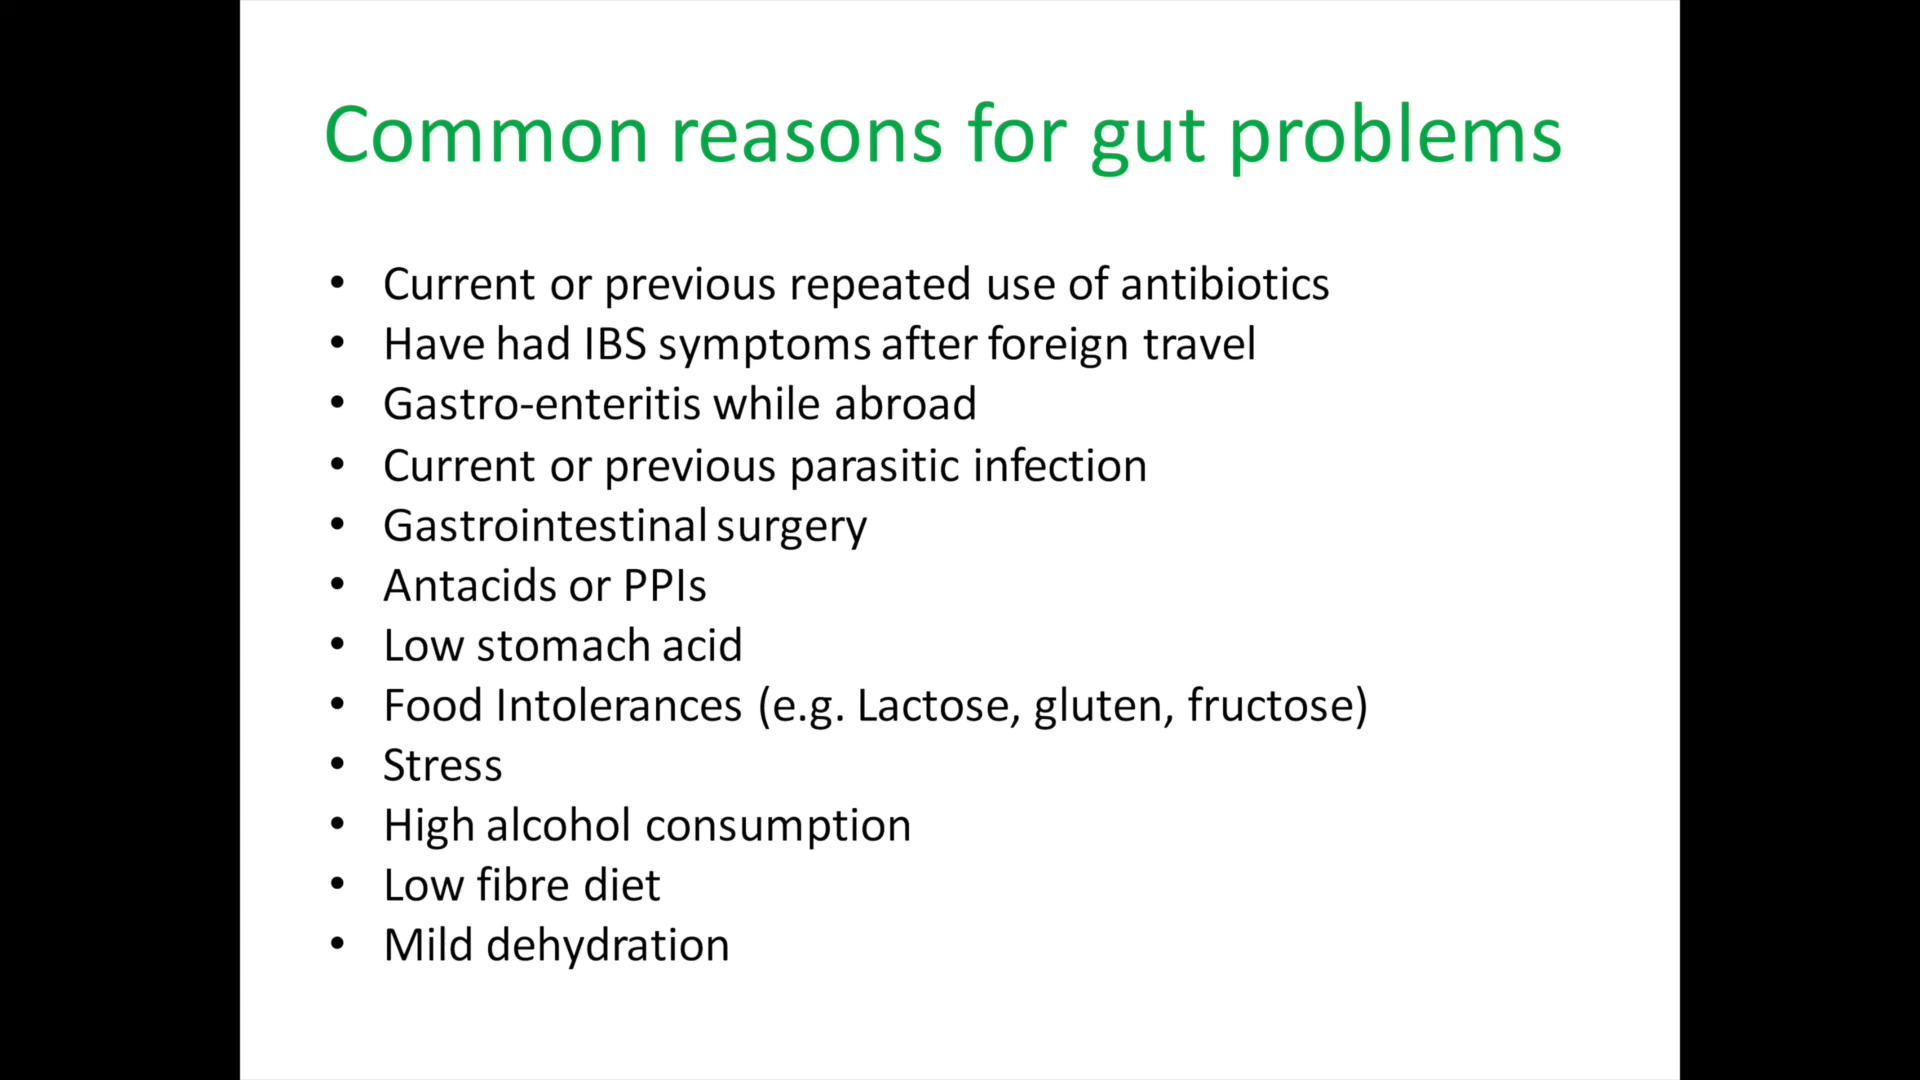 Common reasons for gut problems
• Current or previous repeated use of antibiotics
• Have had IBS symptoms after foreign travel
• Gastro-enteritis while abroad
• Current or previous parasitic infection
• Gastrointestinal surgery
• Antacids or PPIs
• Low stomach acid
• Food Intolerances (e.g. Lactose, gluten, fructose)
• Stress
• High alcohol consumption
• Low fibre diet
• Mild dehydration